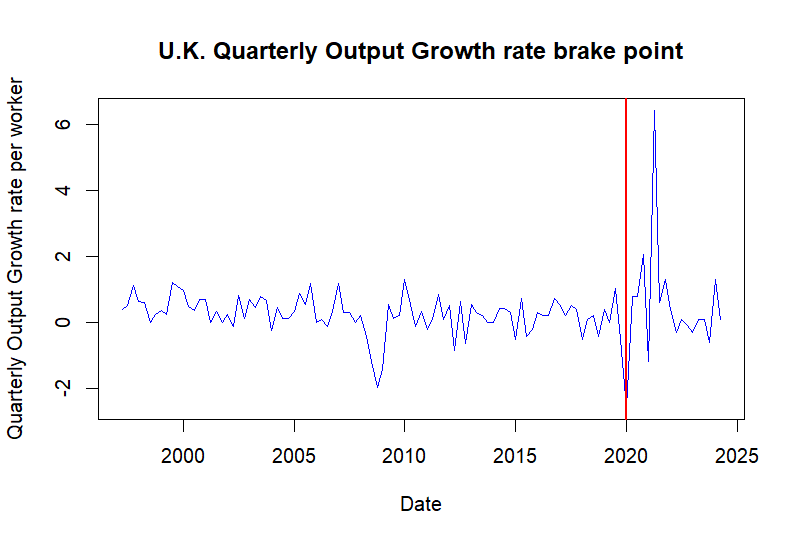 U.K. Quarterly Output Growth rate brake point
Quarterly Output Growth rate per worker
6
4
2
0
-2
2000 2005 2010 2015 2020 2025
Date